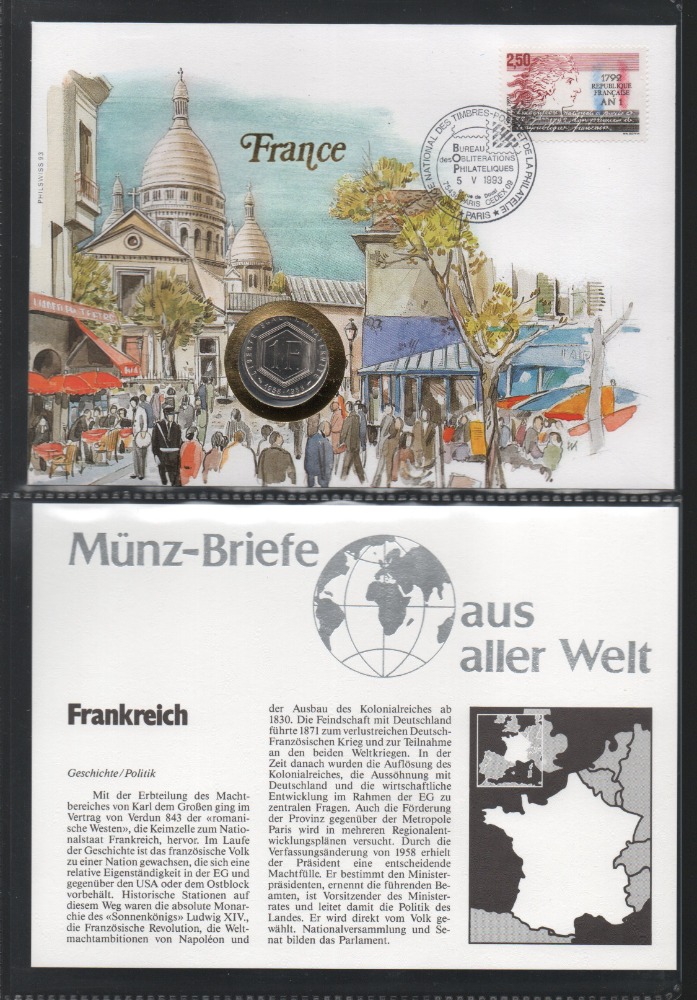 PHILSWISS 93
France
2,50
1792
REPUBLIQUE
FRANÇAISE
AN 1
BUREAU
des OBLITERATIONS
PHILATELIQUES
5 V 1993
75436 PARIS CEDEX 09
★ PARIS ★
1 F
1988 - 1958
Münz-Briefe
aus
aller Welt
Frankreich
Geschichte/Politik
Mit der Erbteilung des Macht-
bereiches von Karl dem Großen ging im
Vertrag von Verdun 843 der «romani-
sche Westen», die Keimzelle zum Natio-
nalstaat Frankreich, hervor. Im Laufe
der Geschichte ist das französische Volk
zu einer Nation gewachsen, die sich eine
relative Eigenständigkeit in der EG und
gegenüber den USA oder dem Ostblock
vorbehält. Historische Stationen auf
diesem Weg waren die absolute Monar-
chie des «Sonnenkönigs» Ludwig XIV.,
die Französische Revolution, die Welt-
machtambitionen von Napoléon und
der Ausbau des Kolonialreiches ab
1830. Die Feindschaft mit Deutschland
führte 1871 zum verlustreichen Deutsch-
Französischen Krieg und zur Teilnahme
an den beiden Weltkriegen. In der
Zeit danach wurden die Auflösung des
Kolonialreiches, die Aussöhnung mit
Deutschland und die wirtschaftliche
Entwicklung im Rahmen der EG zu
zentralen Fragen. Auch die Förderung
der Provinz gegenüber der Metropole
Paris wird in mehreren Regionalent-
wicklungsplänen versucht. Durch die
Verfassungsänderung von 1958 erhielt
der Präsident eine entscheidende
Machtfülle. Er bestimmt den Minister-
präsidenten, ernennt die führenden Be-
amten, ist Vorsitzender des Minister-
rates und leitet damit die Politik des
Landes. Er wird direkt vom Volk ge-
wählt. Nationalversammlung und Se-
nat bilden das Parlament.